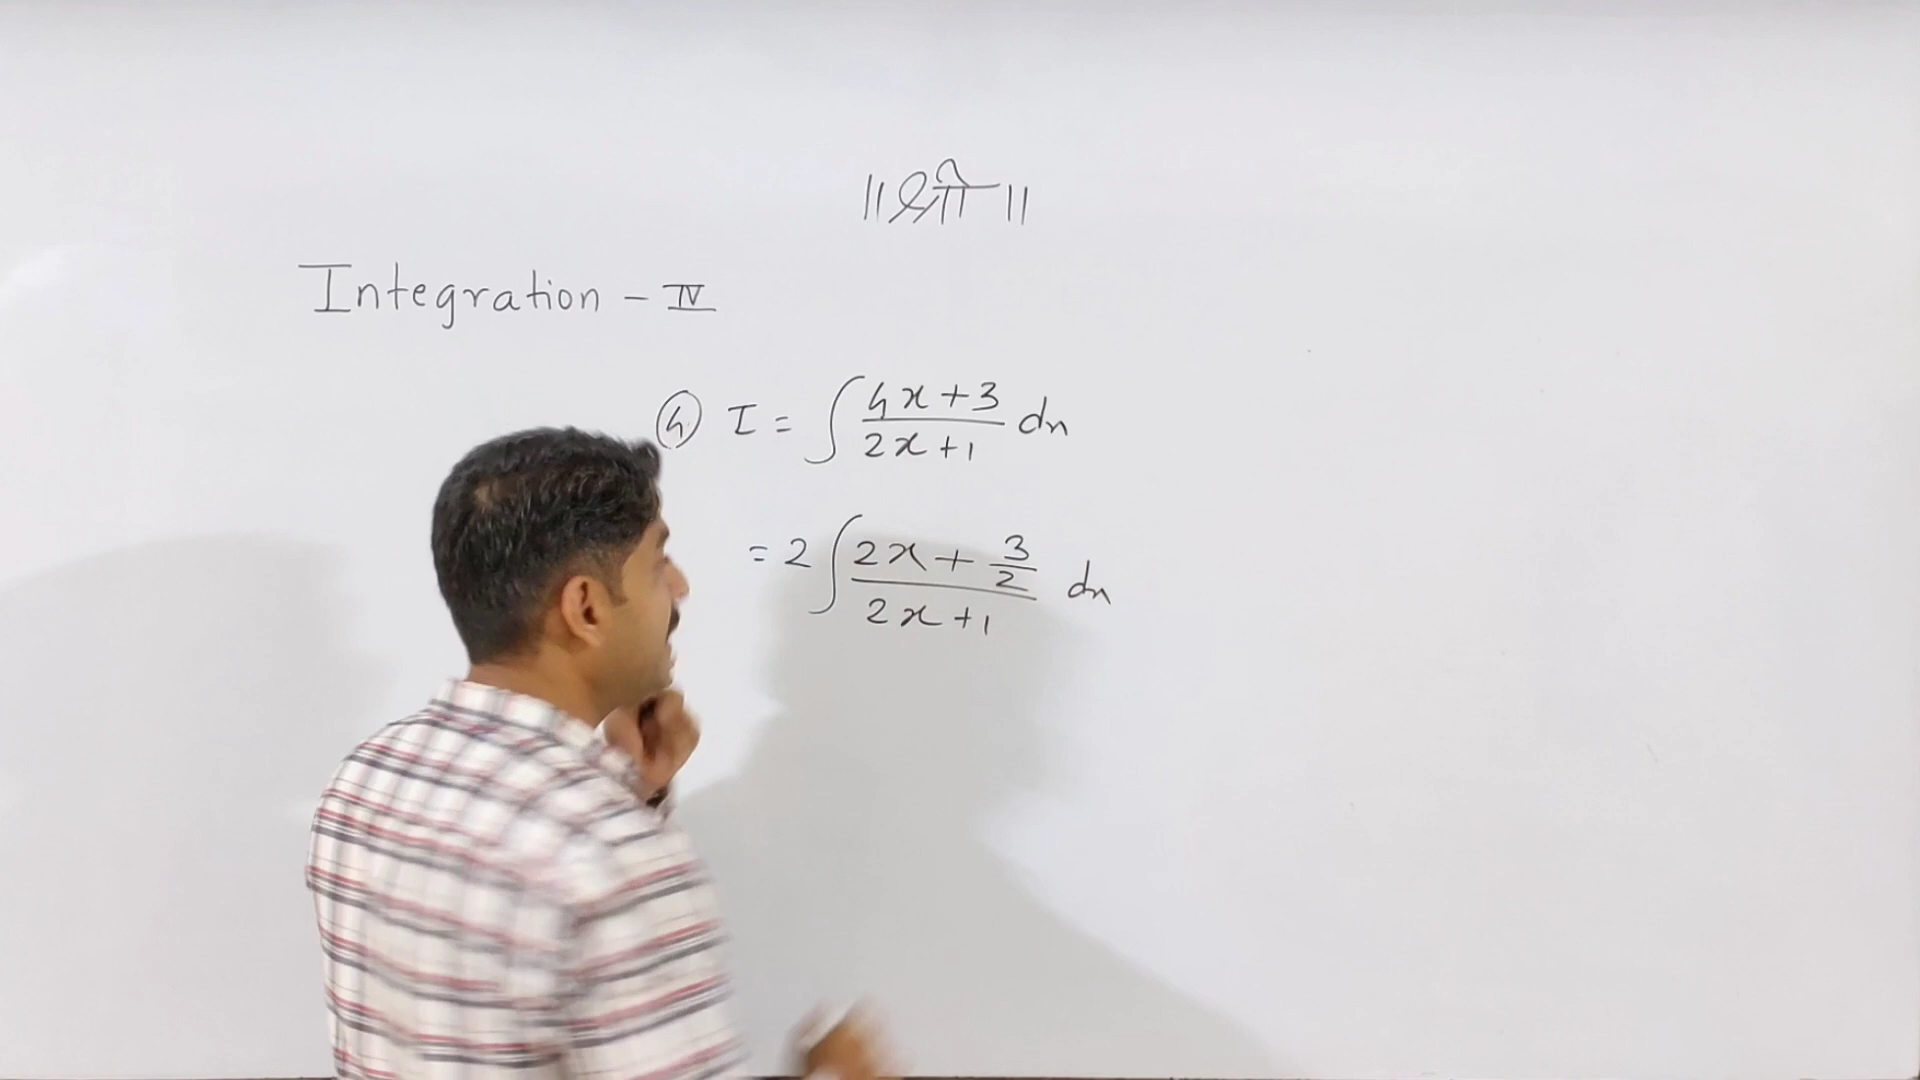 ॥ श्री ॥
Integration - IV
④ I = ∫ (4x+3)/(2x+1) dx
= 2 ∫ (2x + 3/2)/(2x+1) dx